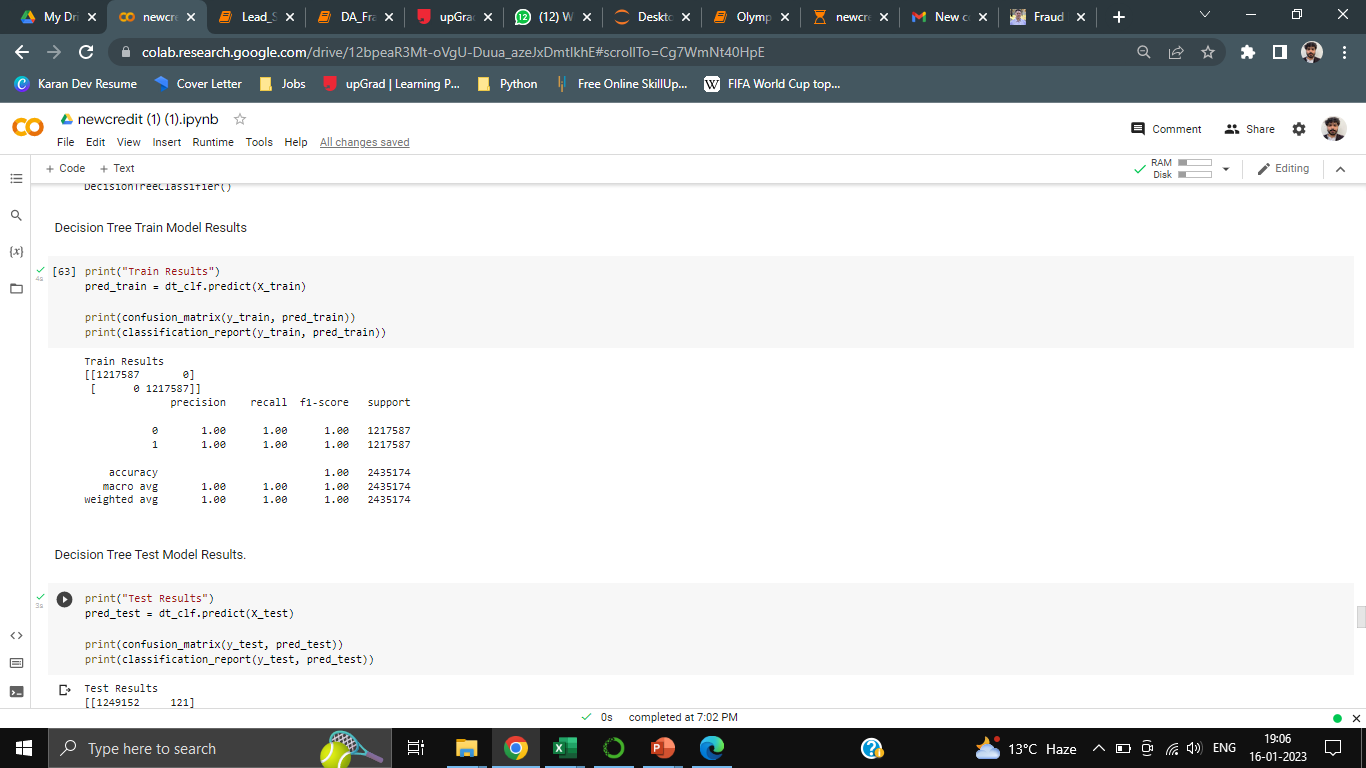 My Dri
newcre
Lead_S
DA_Fra
upGrad
(12) W
Deskto
Olymp
newcre
New c
Fraud
colab.research.google.com/drive/12bpeaR3Mt-oVgU-Duua_azeJxDmtIkhE#scrollTo=Cg7WmNt40HpE
Karan Dev Resume
Cover Letter
Jobs
upGrad | Learning P...
Python
Free Online SkillUp...
FIFA World Cup top...
newcredit (1) (1).ipynb
File Edit View Insert Runtime Tools Help All changes saved
Comment
Share
+ Code + Text
RAM
Disk
Editing
DecisionTreeClassifier()
Decision Tree Train Model Results
4s
[63] print("Train Results")
pred_train = dt_clf.predict(X_train)
print(confusion_matrix(y_train, pred_train))
print(classification_report(y_train, pred_train))
Train Results
[[1217587 0]
[ 0 1217587]]
precision recall f1-score support
0 1.00 1.00 1.00 1217587
1 1.00 1.00 1.00 1217587
accuracy 1.00 2435174
macro avg 1.00 1.00 1.00 2435174
weighted avg 1.00 1.00 1.00 2435174
Decision Tree Test Model Results.
3s
print("Test Results")
pred_test = dt_clf.predict(X_test)
print(confusion_matrix(y_test, pred_test))
print(classification_report(y_test, pred_test))
Test Results
[[1249152 121]
0s completed at 7:02 PM
Type here to search
13°C Haze
ENG
19:06
16-01-2023